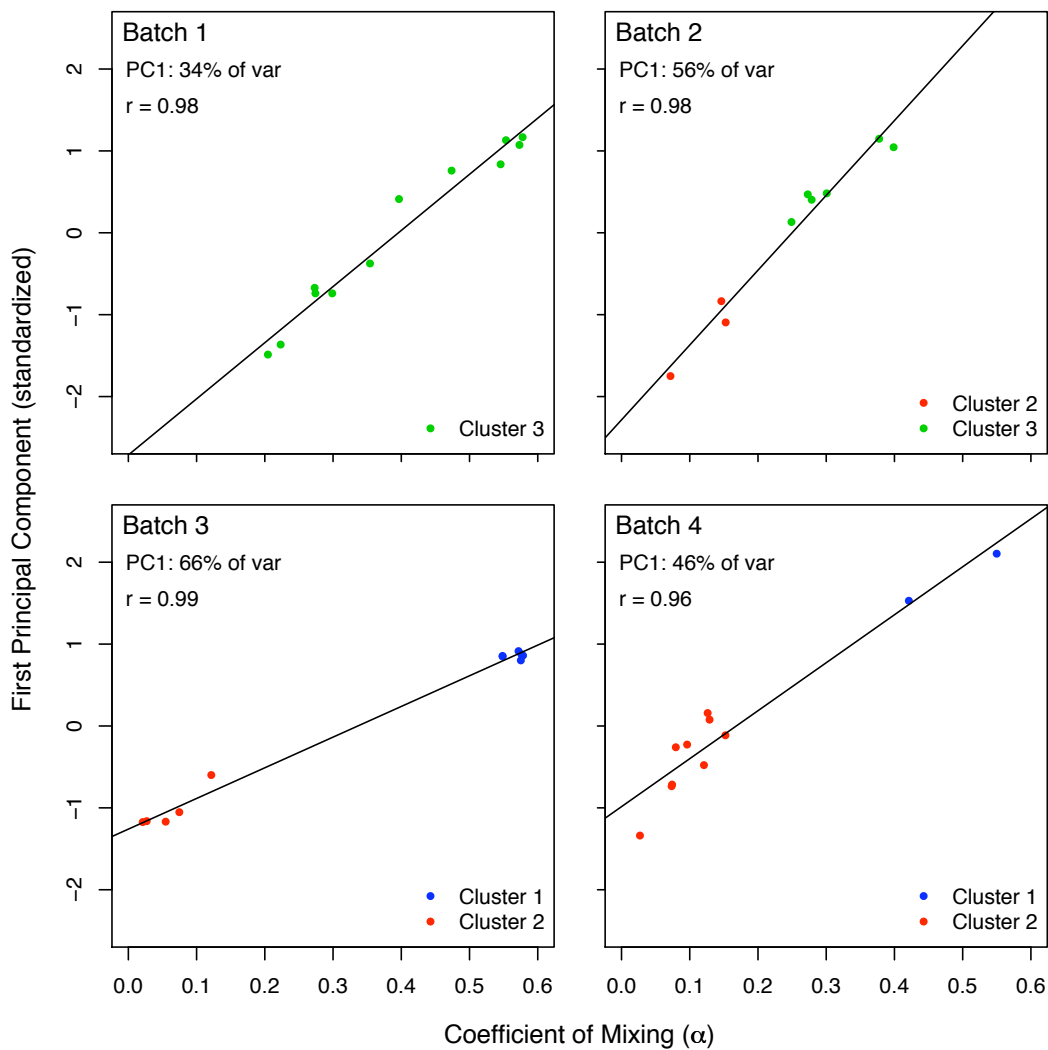 First Principal Component (standardized)
Batch 1
PC1: 34% of var
r = 0.98
Cluster 3
2
1
0
−1
−2
Batch 2
PC1: 56% of var
r = 0.98
Cluster 2
Cluster 3
Batch 3
PC1: 66% of var
r = 0.99
Cluster 1
Cluster 2
2
1
0
−1
−2
0.0 0.1 0.2 0.3 0.4 0.5 0.6
Batch 4
PC1: 46% of var
r = 0.96
Cluster 1
Cluster 2
0.0 0.1 0.2 0.3 0.4 0.5 0.6
Coefficient of Mixing (α)